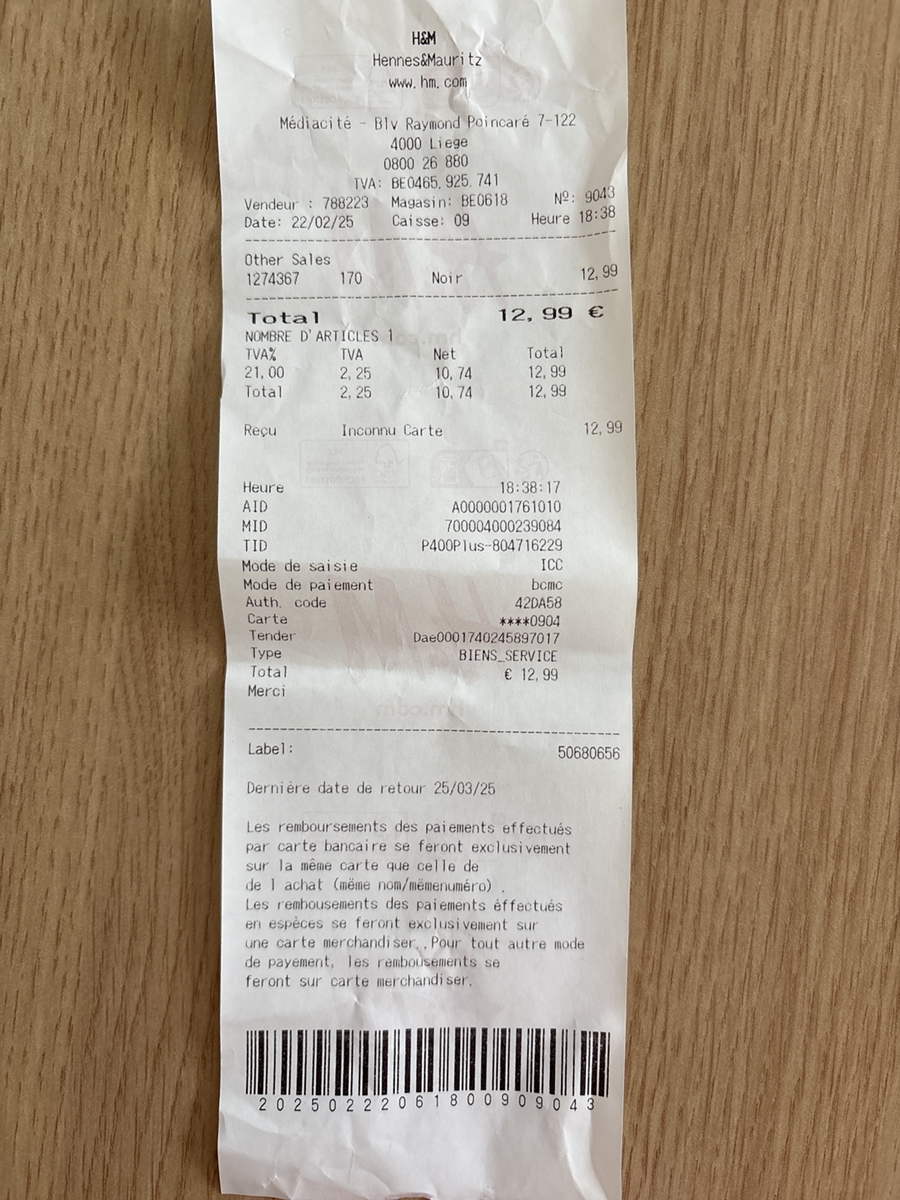 H&M
Hennes&Mauritz
www.hm.com
Médiacité - Blv Raymond Poincaré 7-122
4000 Liege
0800 26 880
TVA: BE0465.925.741
Vendeur : 788223 Magasin: BE0618 Nº: 9043
Date: 22/02/25 Caisse: 09 Heure 18:38
Other Sales
1274367 170 Noir 12,99
Total 12,99 €
NOMBRE D'ARTICLES 1
TVA% TVA Net Total
21,00 2,25 10,74 12,99
Total 2,25 10,74 12,99
Reçu Inconnu Carte 12,99
Heure 18:38:17
AID A0000001761010
MID 700004000239084
TID P400Plus-804716229
Mode de saisie ICC
Mode de paiement bcmc
Auth. code 42DA58
Carte ****0904
Tender Dae0001740245897017
Type BIENS_SERVICE
Total € 12,99
Merci
Label: 50680656
Dernière date de retour 25/03/25
Les remboursements des paiements effectués
par carte bancaire se feront exclusivement
sur la même carte que celle de
de l achat (même nom/mêmenuméro) .
Les rembousements des paiements éffectués
en espèces se feront exclusivement sur
une carte merchandiser..Pour tout autre mode
de payement, les rembousements se
feront sur carte merchandiser.
20250222061800909043